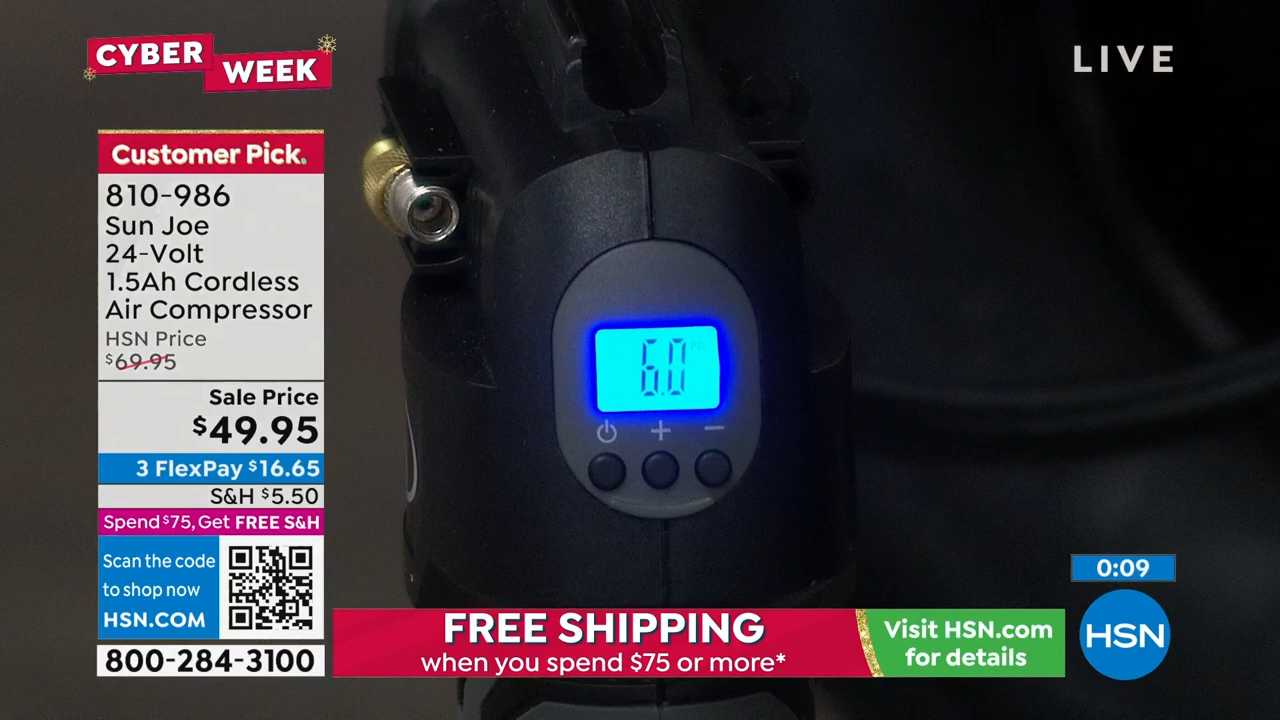 CYBER
WEEK
LIVE
Customer Pick.
810-986
Sun Joe
24-Volt
1.5Ah Cordless
Air Compressor
HSN Price
$69.95
Sale Price
$49.95
3 FlexPay $16.65
S&H $5.50
Spend $75, Get FREE S&H
Scan the code
to shop now
HSN.COM
800-284-3100
6.0 PSI
FREE SHIPPING
when you spend $75 or more*
Visit HSN.com
for details
0:09
HSN